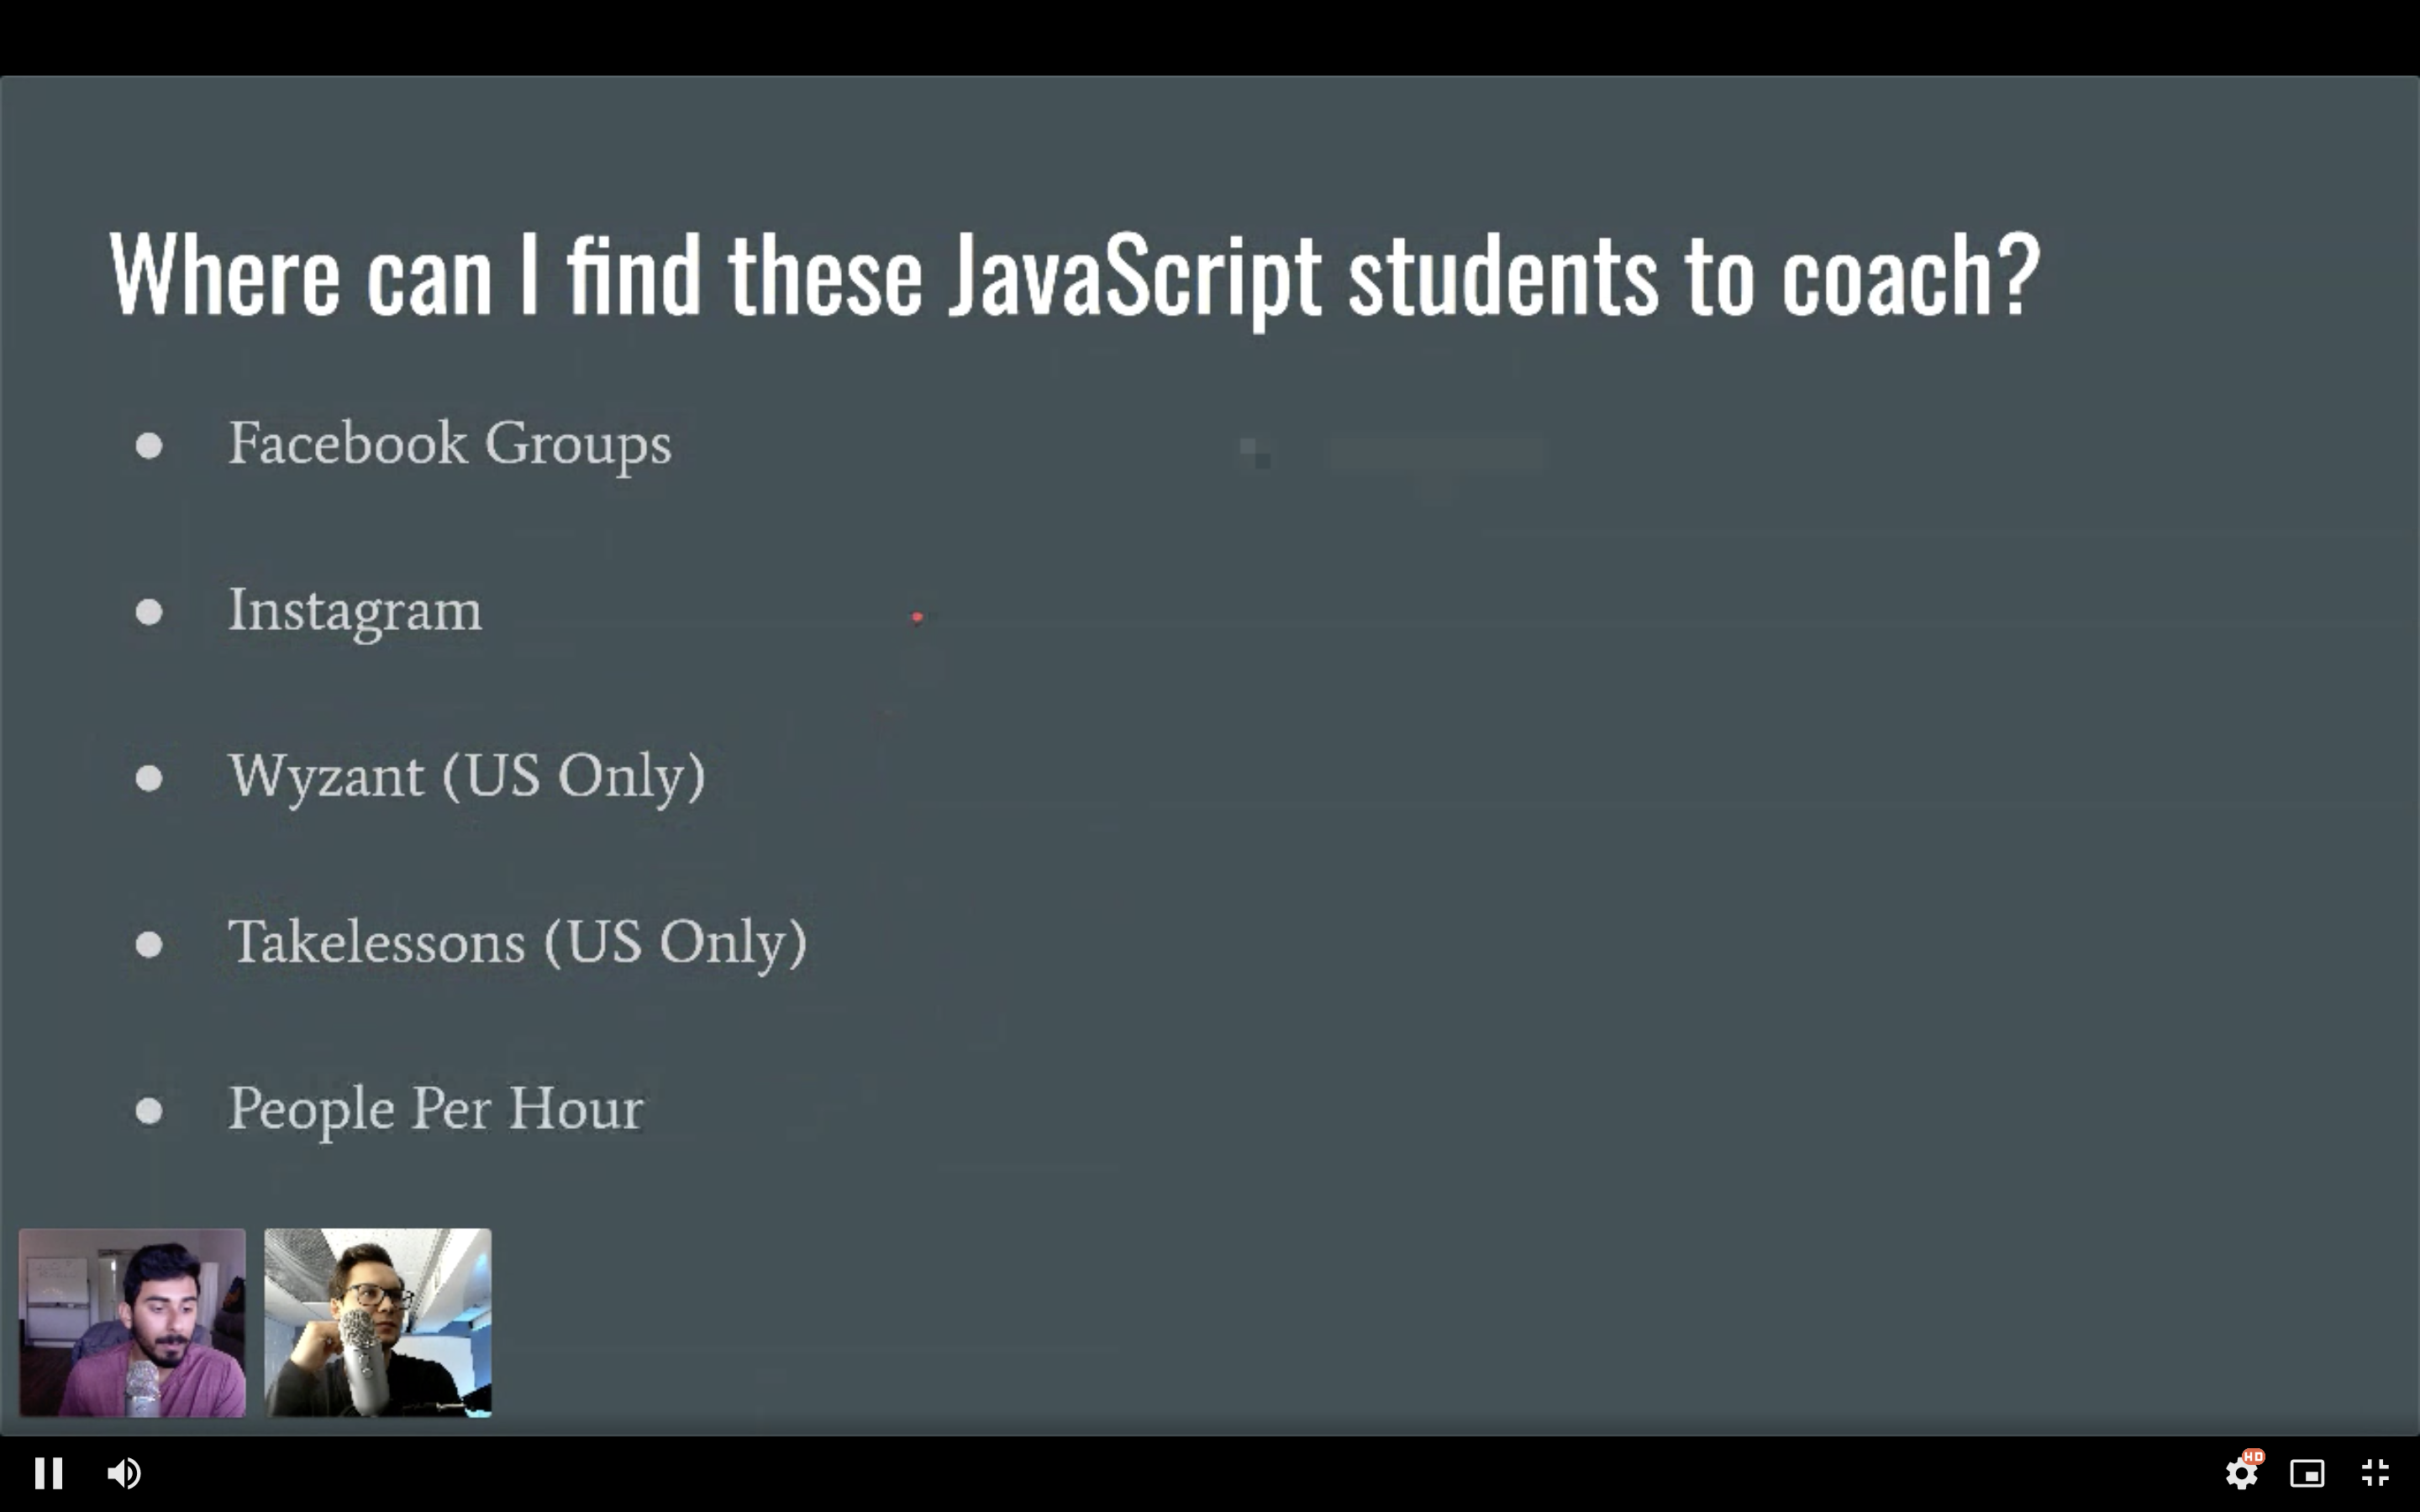 Where can I find these JavaScript students to coach?
● Facebook Groups
● Instagram
● Wyzant (US Only)
● Takelessons (US Only)
● People Per Hour
HD